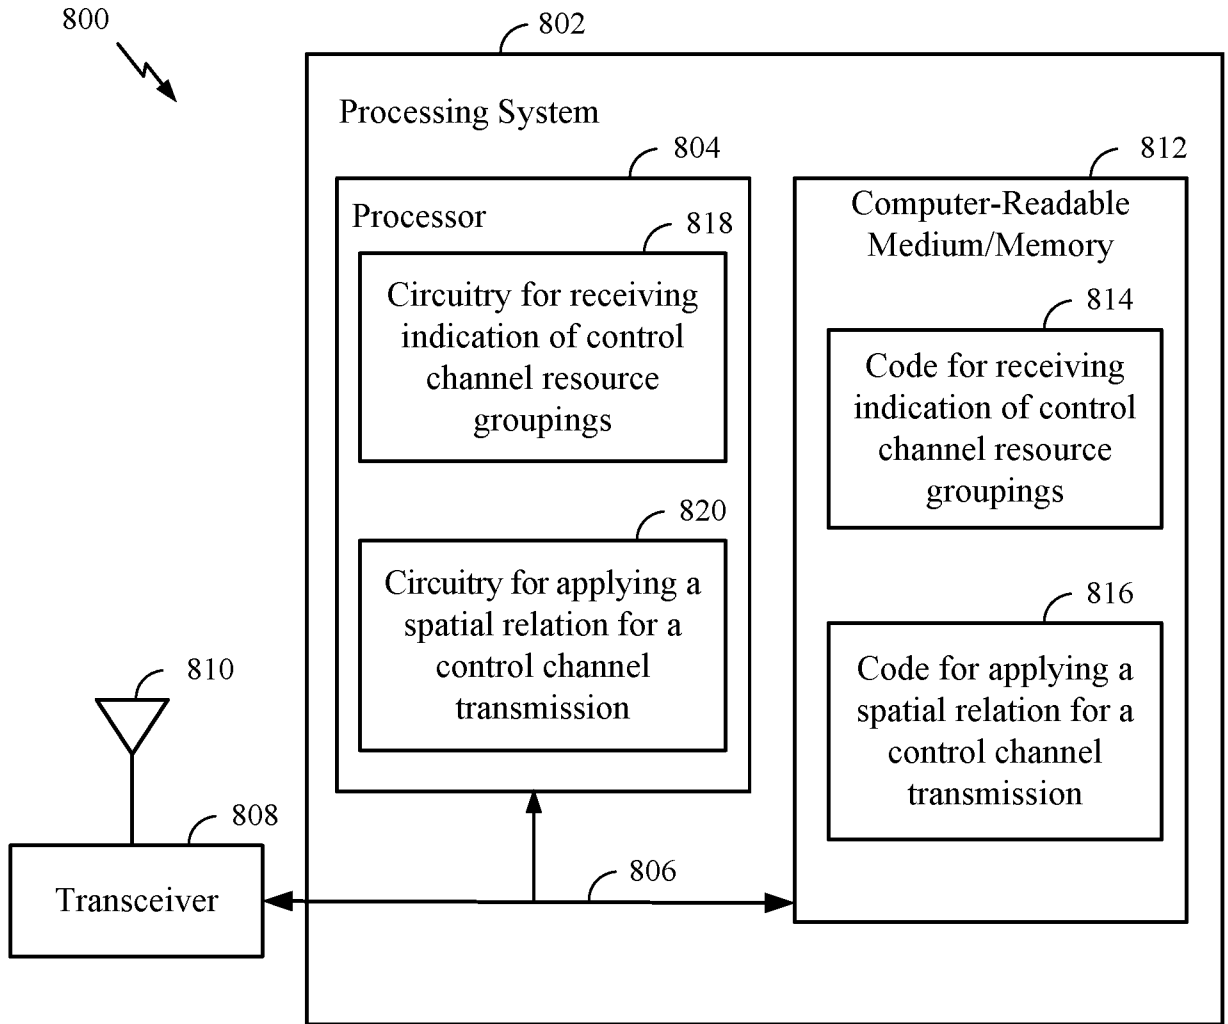 800
802
Processing System
804
Processor
818
Circuitry for receiving
indication of control
channel resource
groupings
820
Circuitry for applying a
spatial relation for a
control channel
transmission
812
Computer-Readable
Medium/Memory
814
Code for receiving
indication of control
channel resource
groupings
816
Code for applying a
spatial relation for a
control channel
transmission
810
808
Transceiver
806